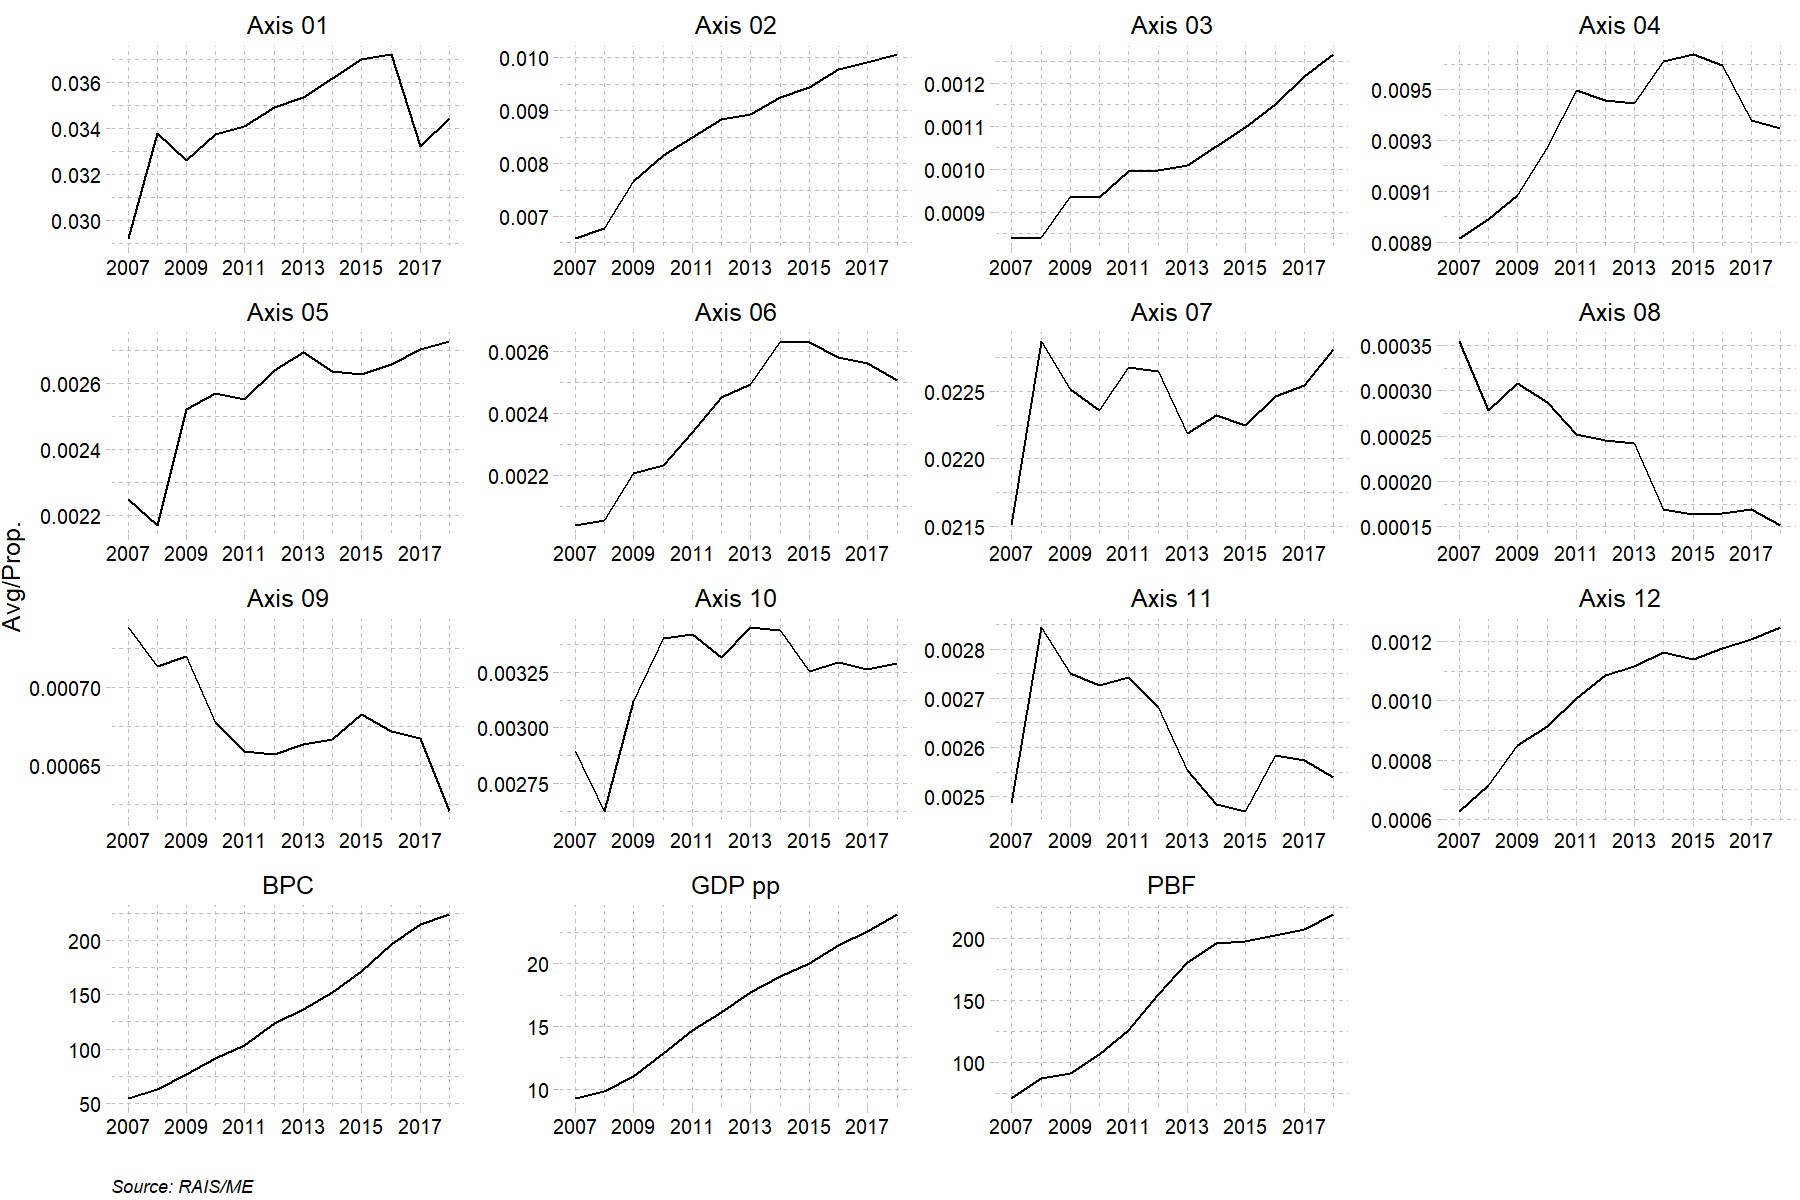 Axis 01
Axis 02
Axis 03
Axis 04
0.036
0.034
0.032
0.030
0.010
0.009
0.008
0.007
0.0012
0.0011
0.0010
0.0009
0.0095
0.0093
0.0091
0.0089
2007 2009 2011 2013 2015 2017
2007 2009 2011 2013 2015 2017
2007 2009 2011 2013 2015 2017
2007 2009 2011 2013 2015 2017
Axis 05
Axis 06
Axis 07
Axis 08
0.0026
0.0024
0.0022
0.0026
0.0024
0.0022
0.0225
0.0220
0.0215
0.00035
0.00030
0.00025
0.00020
0.00015
2007 2009 2011 2013 2015 2017
2007 2009 2011 2013 2015 2017
2007 2009 2011 2013 2015 2017
2007 2009 2011 2013 2015 2017
Avg/Prop.
Axis 09
Axis 10
Axis 11
Axis 12
0.00070
0.00065
0.00325
0.00300
0.00275
0.0028
0.0027
0.0026
0.0025
0.0012
0.0010
0.0008
0.0006
2007 2009 2011 2013 2015 2017
2007 2009 2011 2013 2015 2017
2007 2009 2011 2013 2015 2017
2007 2009 2011 2013 2015 2017
BPC
GDP pp
PBF
200
150
100
50
20
15
10
200
150
100
2007 2009 2011 2013 2015 2017
2007 2009 2011 2013 2015 2017
2007 2009 2011 2013 2015 2017
Source: RAIS/ME